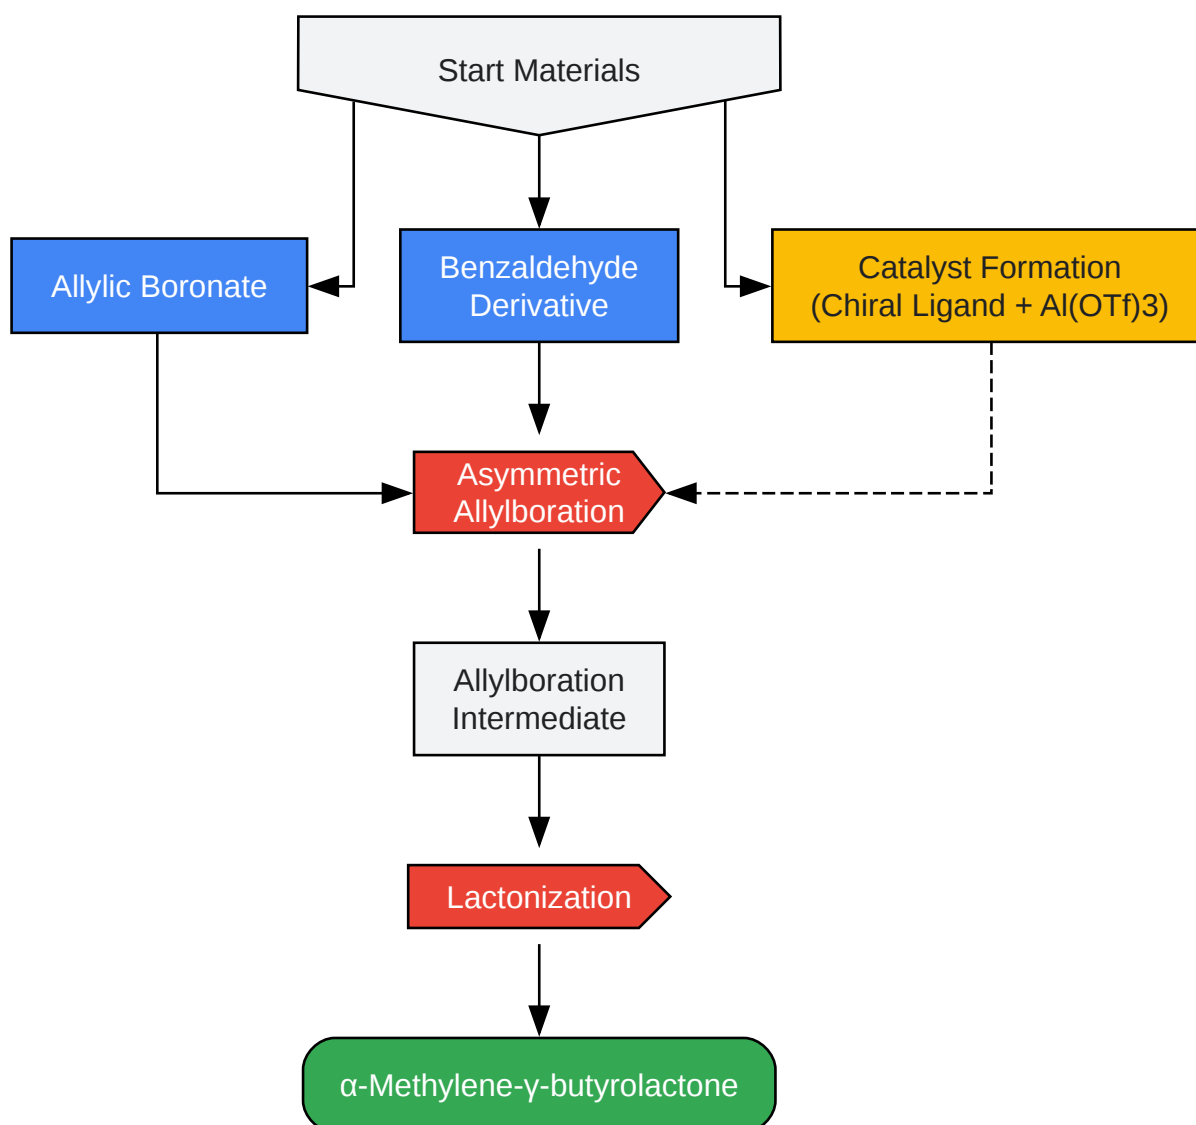 Start Materials
Allylic Boronate
Benzaldehyde
Derivative
Catalyst Formation
(Chiral Ligand + Al(OTf)3)
Asymmetric
Allylboration
Allylboration
Intermediate
Lactonization
α-Methylene-γ-butyrolactone